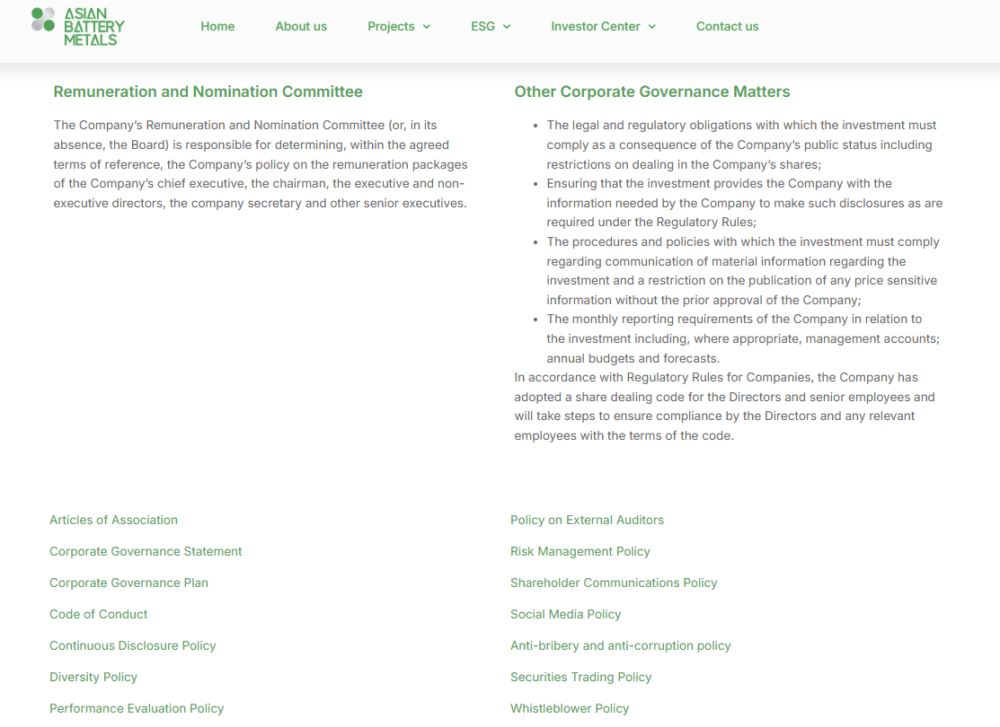 ASIAN
BATTERY
METALS
Home
About us
Projects
ESG
Investor Center
Contact us
Remuneration and Nomination Committee
The Company’s Remuneration and Nomination Committee (or, in its
absence, the Board) is responsible for determining, within the agreed
terms of reference, the Company’s policy on the remuneration packages
of the Company’s chief executive, the chairman, the executive and non-
executive directors, the company secretary and other senior executives.
Other Corporate Governance Matters
• The legal and regulatory obligations with which the investment must
comply as a consequence of the Company’s public status including
restrictions on dealing in the Company’s shares;
• Ensuring that the investment provides the Company with the
information needed by the Company to make such disclosures as are
required under the Regulatory Rules;
• The procedures and policies with which the investment must comply
regarding communication of material information regarding the
investment and a restriction on the publication of any price sensitive
information without the prior approval of the Company;
• The monthly reporting requirements of the Company in relation to
the investment including, where appropriate, management accounts;
annual budgets and forecasts.
In accordance with Regulatory Rules for Companies, the Company has
adopted a share dealing code for the Directors and senior employees and
will take steps to ensure compliance by the Directors and any relevant
employees with the terms of the code.
Articles of Association
Corporate Governance Statement
Corporate Governance Plan
Code of Conduct
Continuous Disclosure Policy
Diversity Policy
Performance Evaluation Policy
Policy on External Auditors
Risk Management Policy
Shareholder Communications Policy
Social Media Policy
Anti-bribery and anti-corruption policy
Securities Trading Policy
Whistleblower Policy